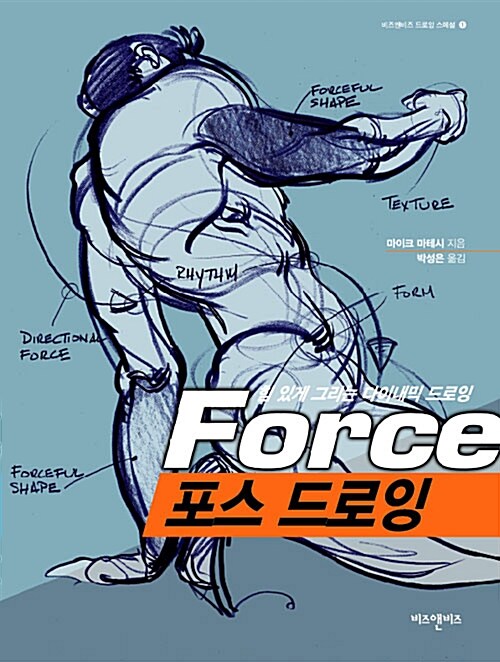 비즈앤비즈 드로잉 스페셜 1
FORCEFUL
SHAPE
TEXTURE
마이크 마테시 지음
박성은 옮김
RHYTHM
FORM
DIRECTIONAL
FORCE
힘 있게 그리는 다이내믹 드로잉
Force
포스 드로잉
FORCEFUL
SHAPE
비즈앤비즈